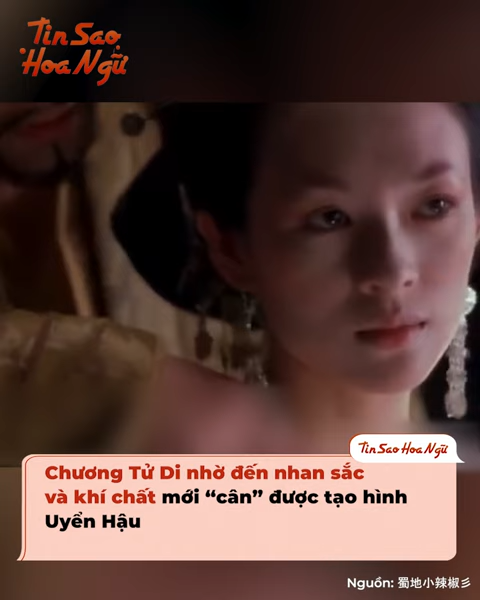 Tin Sao
Hoa Ngữ
Tin Sao Hoa Ngữ
Chương Tử Di nhờ đến nhan sắc
và khí chất mới “cân” được tạo hình
Uyển Hậu
Nguồn: 蜀地小辣椒彡